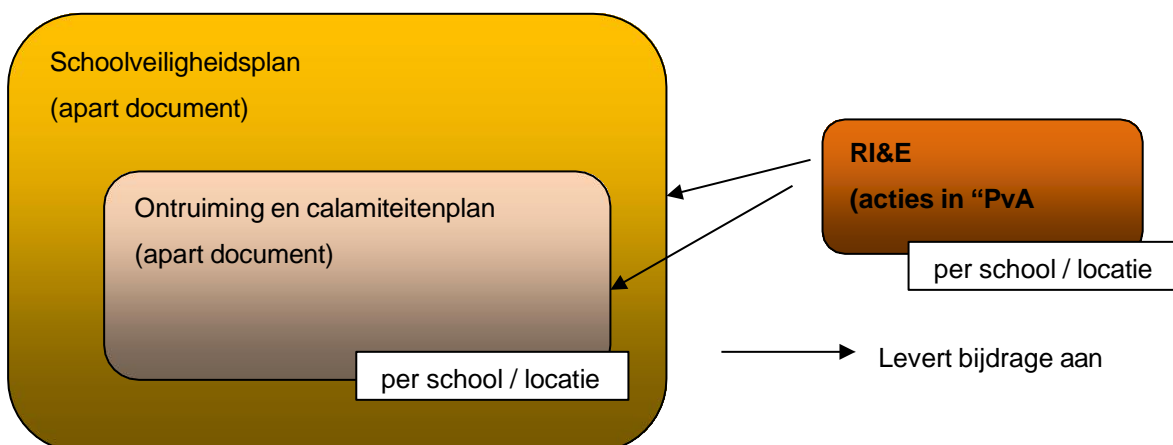 Schoolveiligheidsplan
(apart document)
Ontruiming en calamiteitenplan
(apart document)
per school / locatie
RI&E
(acties in “PvA
per school / locatie
Levert bijdrage aan